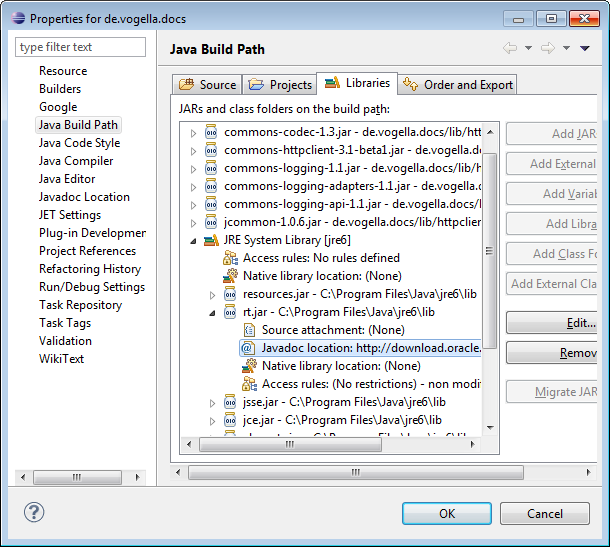 Properties for de.vogella.docs
type filter text
Resource
Builders
Google
Java Build Path
Java Code Style
Java Compiler
Java Editor
Javadoc Location
JET Settings
Plug-in Developmen
Project References
Refactoring History
Run/Debug Settings
Task Repository
Task Tags
Validation
WikiText
Java Build Path
Source
Projects
Libraries
Order and Export
JARs and class folders on the build path:
commons-codec-1.3.jar - de.vogella.docs/lib/htt
commons-httpclient-3.1-beta1.jar - de.vogella.d
commons-logging-1.1.jar - de.vogella.docs/lib/h
commons-logging-adapters-1.1.jar - de.vogella.
commons-logging-api-1.1.jar - de.vogella.docs/l
jcommon-1.0.6.jar - de.vogella.docs/lib/httpclien
JRE System Library [jre6]
Access rules: No rules defined
Native library location: (None)
resources.jar - C:\Program Files\Java\jre6\lib
rt.jar - C:\Program Files\Java\jre6\lib
Source attachment: (None)
Javadoc location: http://download.oracle.
Native library location: (None)
Access rules: (No restrictions) - non modif
jsse.jar - C:\Program Files\Java\jre6\lib
jce.jar - C:\Program Files\Java\jre6\lib
Add JAR
Add External
Add Varia
Add Libra
Add Class Fo
Add External Clas
Edit...
Remov
Migrate JAR
OK
Cancel